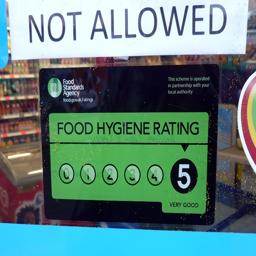 NOT ALLOWED
Food
Standards
Agency
food.gov.uk/ratings
This scheme is operated
in partnership with your
local authority
FOOD HYGIENE RATING
0 1 2 3 4 5
VERY GOOD